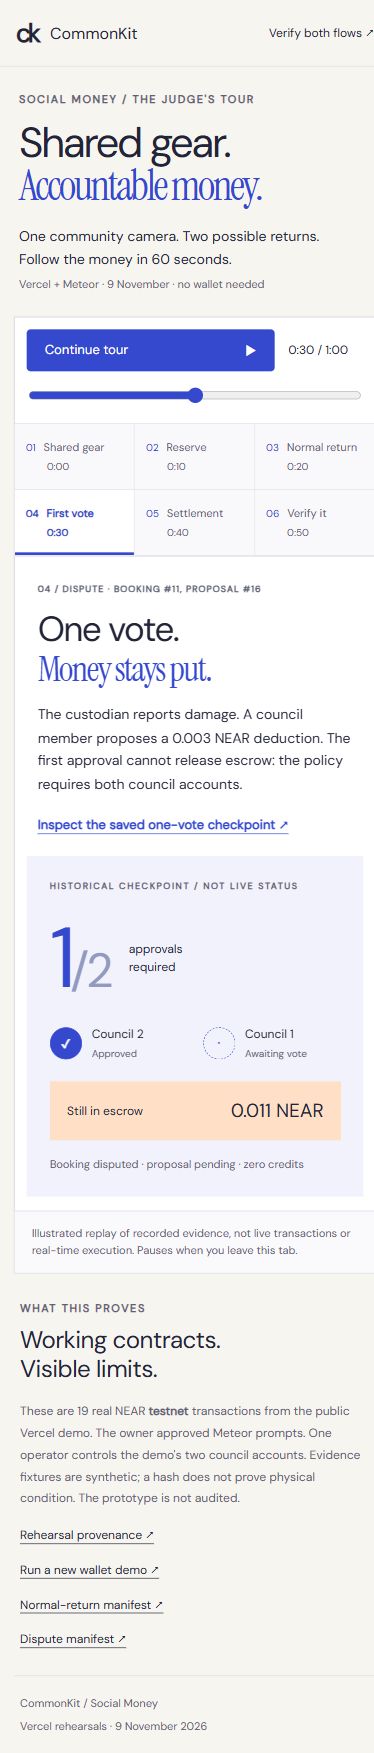 ck CommonKit
Verify both flows ↗
SOCIAL MONEY / THE JUDGE'S TOUR
Shared gear.
Accountable money.
One community camera. Two possible returns.
Follow the money in 60 seconds.
Vercel + Meteor · 9 November · no wallet needed
Continue tour ▶
0:30 / 1:00
01 Shared gear
0:00
02 Reserve
0:10
03 Normal return
0:20
04 First vote
0:30
05 Settlement
0:40
06 Verify it
0:50
04 / DISPUTE · BOOKING #11, PROPOSAL #16
One vote.
Money stays put.
The custodian reports damage. A council
member proposes a 0.003 NEAR deduction. The
first approval cannot release escrow: the policy
requires both council accounts.
Inspect the saved one-vote checkpoint ↗
HISTORICAL CHECKPOINT / NOT LIVE STATUS
1/2
approvals
required
Council 2
Approved
Council 1
Awaiting vote
Still in escrow
0.011 NEAR
Booking disputed · proposal pending · zero credits
Illustrated replay of recorded evidence, not live transactions or
real-time execution. Pauses when you leave this tab.
WHAT THIS PROVES
Working contracts.
Visible limits.
These are 19 real NEAR testnet transactions from the public
Vercel demo. The owner approved Meteor prompts. One
operator controls the demo's two council accounts. Evidence
fixtures are synthetic; a hash does not prove physical
condition. The prototype is not audited.
Rehearsal provenance ↗
Run a new wallet demo ↗
Normal-return manifest ↗
Dispute manifest ↗
CommonKit / Social Money
Vercel rehearsals · 9 November 2026